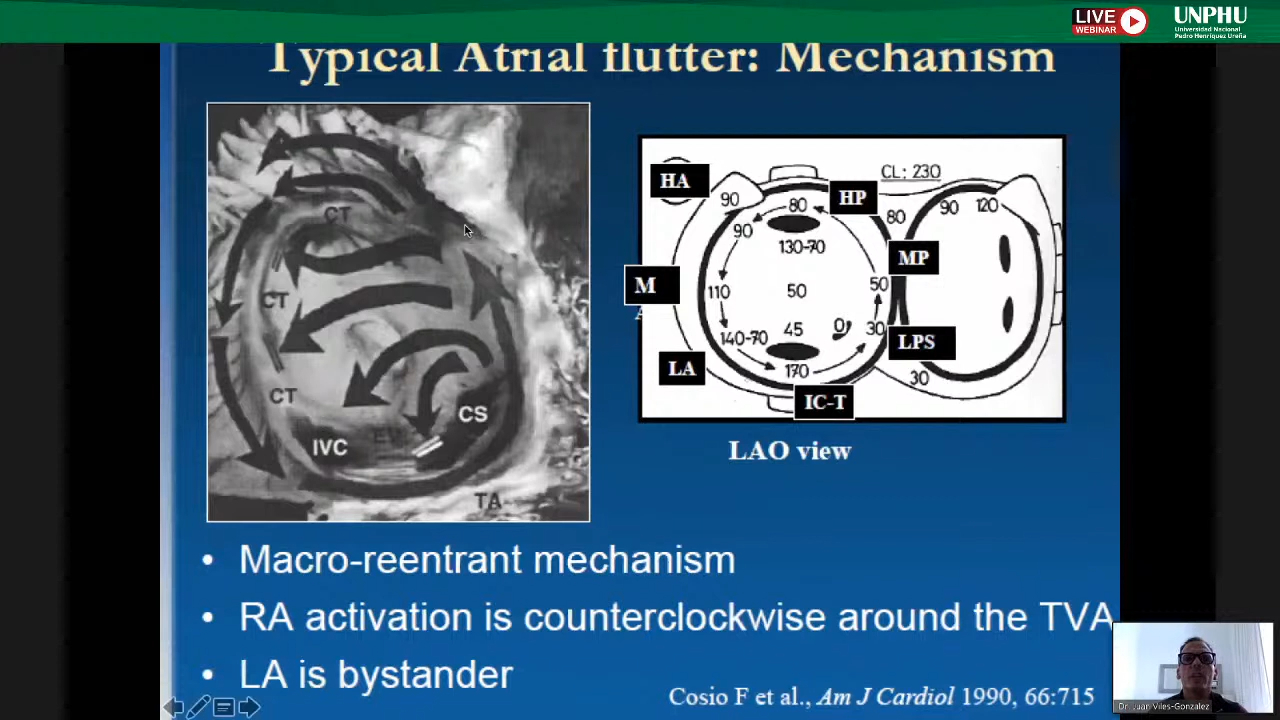 LIVE
WEBINAR
UNPHU
Universidad Nacional
Pedro Henríquez Ureña
Typical Atrial flutter: Mechanism
CT
CT
CT
CS
IVC
TA
HA
HP
MP
M
LPS
LA
IC-T
CL: 230
90
80
80
90
120
90
130-70
110
50
50
140-70
45
0
30
170
30
LAO view
• Macro-reentrant mechanism
• RA activation is counterclockwise around the TVA
• LA is bystander
Cosio F et al., Am J Cardiol 1990, 66:715
Dr. Juan Viles-Gonzalez